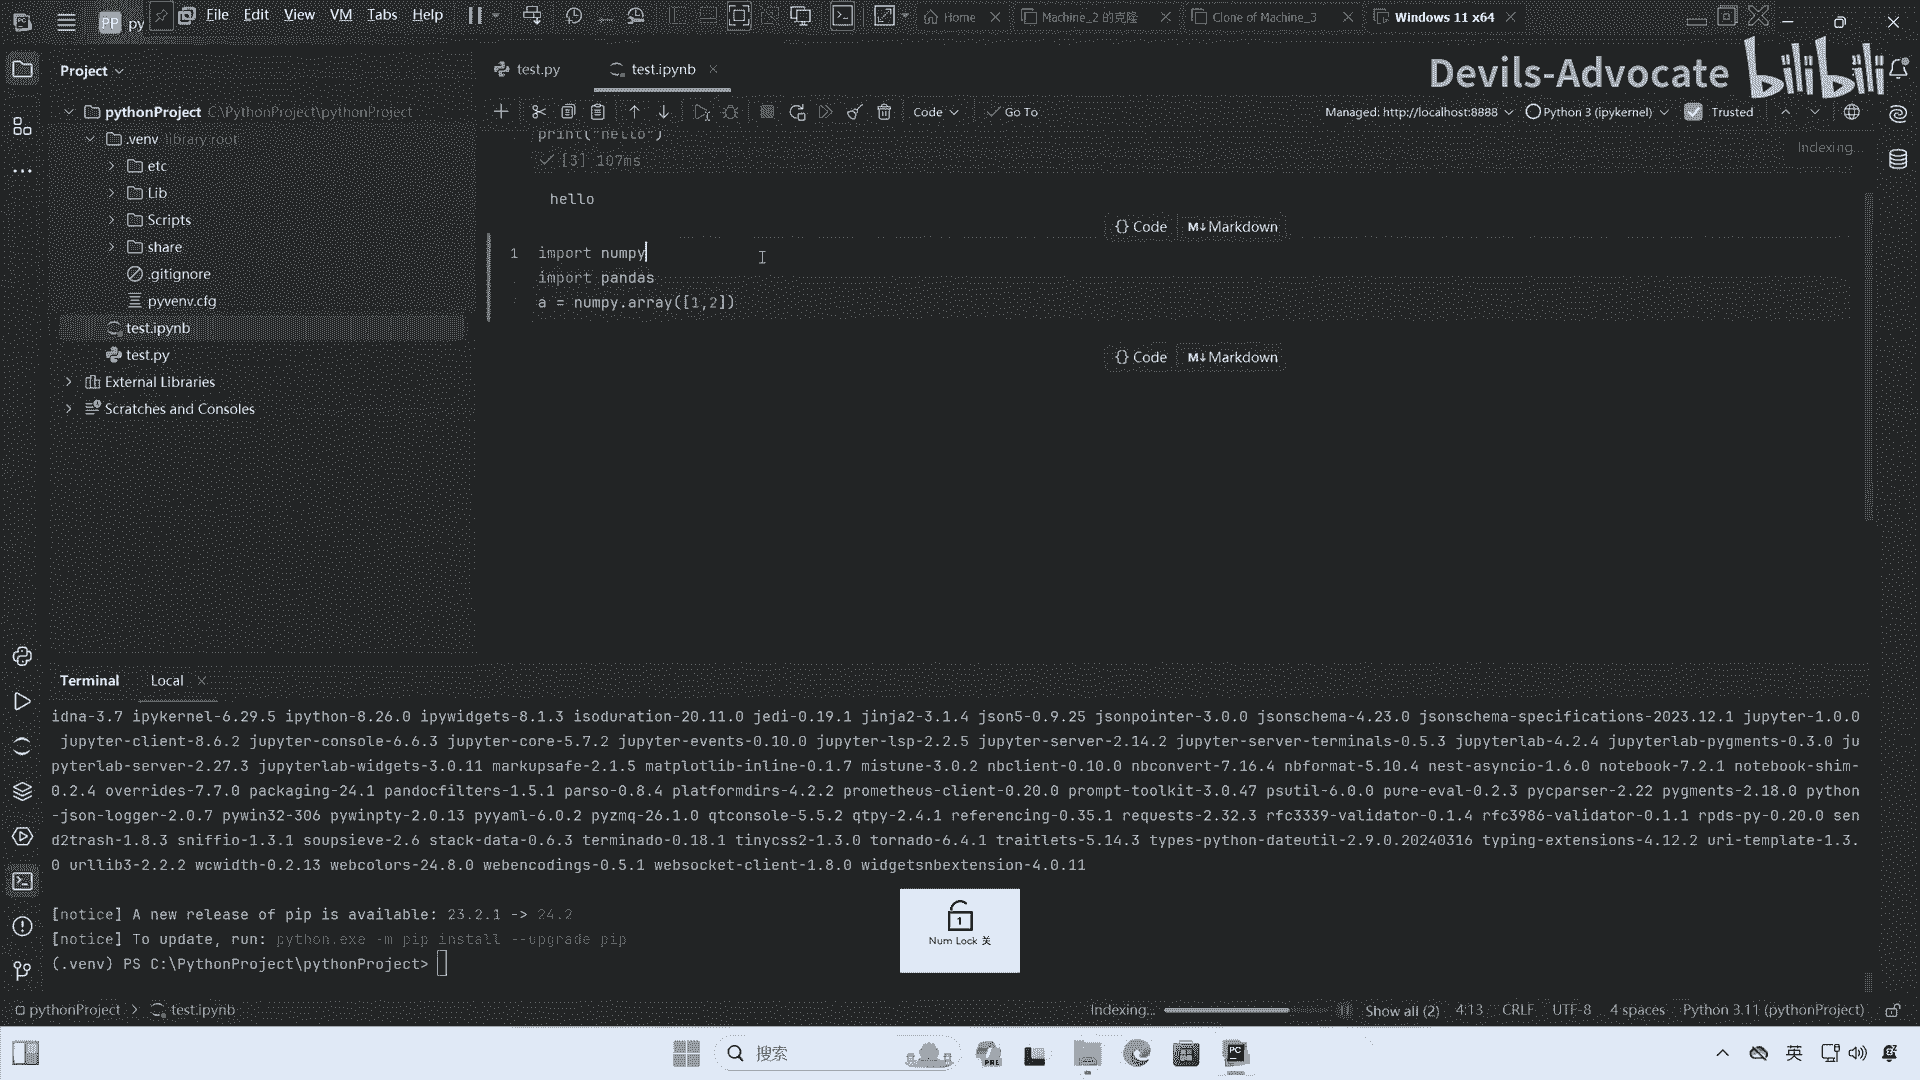 PP py File Edit View VM Tabs Help Home Machine_2 的克隆 Clone of Machine_3 Windows 11 x64
Project test.py test.ipynb Devils-Advocate bilibili
pythonProject C:\PythonProject\pythonProject Code Go To Managed: http://localhost:8888 Python 3 (ipykernel) Trusted
print("hello")
.venv library root Indexing...
[3] 107ms
etc
Lib
hello
Scripts
{} Code M↓ Markdown
share
1 import numpy
.gitignore
import pandas
pyvenv.cfg
a = numpy.array([1,2])
test.ipynb
test.py
{} Code M↓ Markdown
External Libraries
Scratches and Consoles
Terminal Local
idna-3.7 ipykernel-6.29.5 ipython-8.26.0 ipywidgets-8.1.3 isoduration-20.11.0 jedi-0.19.1 jinja2-3.1.4 json5-0.9.25 jsonpointer-3.0.0 jsonschema-4.23.0 jsonschema-specifications-2023.12.1 jupyter-1.0.0
jupyter-client-8.6.2 jupyter-console-6.6.3 jupyter-core-5.7.2 jupyter-events-0.10.0 jupyter-lsp-2.2.5 jupyter-server-2.14.2 jupyter-server-terminals-0.5.3 jupyterlab-4.2.4 jupyterlab-pygments-0.3.0 ju
pyterlab-server-2.27.3 jupyterlab-widgets-3.0.11 markupsafe-2.1.5 matplotlib-inline-0.1.7 mistune-3.0.2 nbclient-0.10.0 nbconvert-7.16.4 nbformat-5.10.4 nest-asyncio-1.6.0 notebook-7.2.1 notebook-shim-
0.2.4 overrides-7.7.0 packaging-24.1 pandocfilters-1.5.1 parso-0.8.4 platformdirs-4.2.2 prometheus-client-0.20.0 prompt-toolkit-3.0.47 psutil-6.0.0 pure-eval-0.2.3 pycparser-2.22 pygments-2.18.0 python
-json-logger-2.0.7 pywin32-306 pywinpty-2.0.13 pyyaml-6.0.2 pyzmq-26.1.0 qtconsole-5.5.2 qtpy-2.4.1 referencing-0.35.1 requests-2.32.3 rfc3339-validator-0.1.4 rfc3986-validator-0.1.1 rpds-py-0.20.0 sen
d2trash-1.8.3 sniffio-1.3.1 soupsieve-2.6 stack-data-0.6.3 terminado-0.18.1 tinycss2-1.3.0 tornado-6.4.1 traitlets-5.14.3 types-python-dateutil-2.9.0.20240316 typing-extensions-4.12.2 uri-template-1.3.
0 urllib3-2.2.2 wcwidth-0.2.13 webcolors-24.8.0 webencodings-0.5.1 websocket-client-1.8.0 widgetsnbextension-4.0.11
[notice] A new release of pip is available: 23.2.1 -> 24.2
[notice] To update, run: python.exe -m pip install --upgrade pip
Num Lock 关
(.venv) PS C:\PythonProject\pythonProject>
pythonProject > test.ipynb Indexing... Show all (2) 4:13 CRLF UTF-8 4 spaces Python 3.11 (pythonProject)
搜索 PRE PC 英